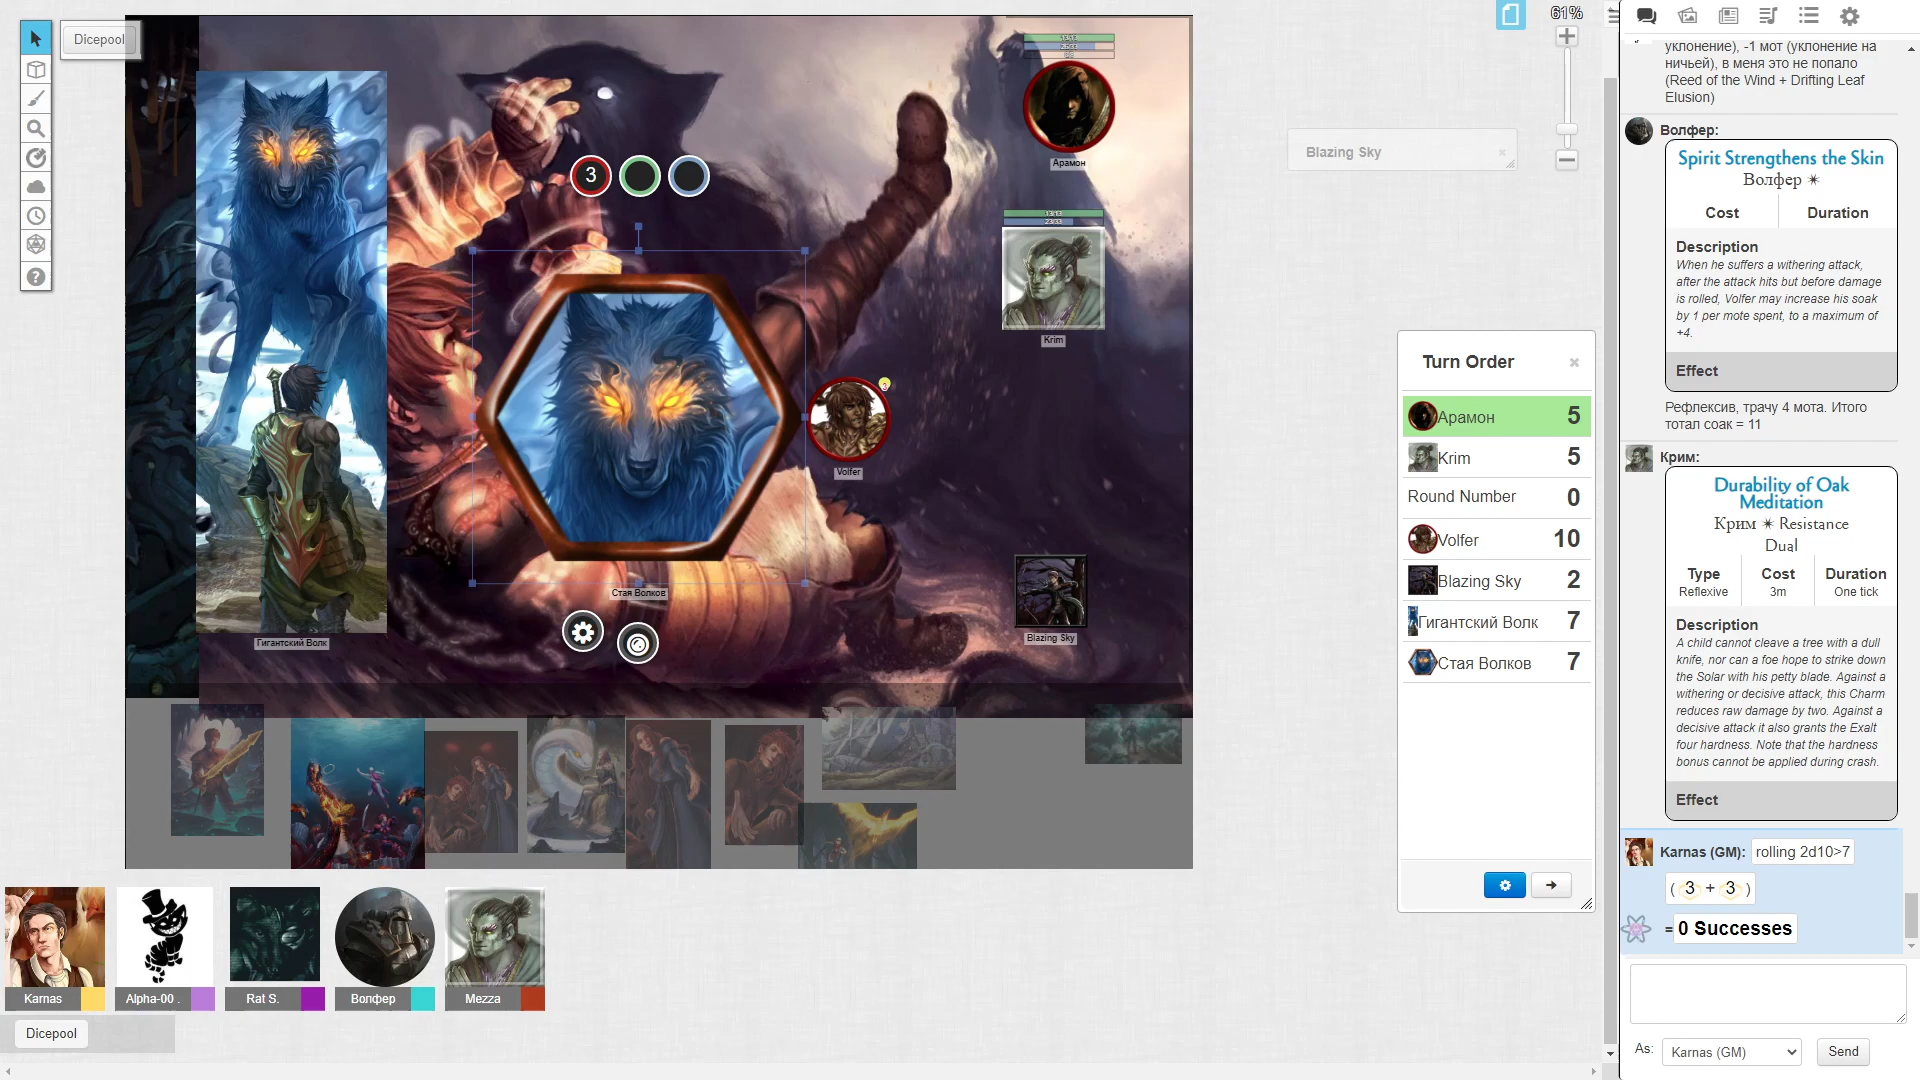 Dicepool
61%
13/13
Арамон
Blazing Sky
3
13/13
23/33
Krim
Volfer
Стая Волков
Гигантский Волк
Blazing Sky
Turn Order
Арамон 5
Krim 5
Round Number 0
Volfer 10
Blazing Sky 2
Гигантский Волк 7
Стая Волков 7
уклонение), -1 мот (уклонение на
ничьей), в меня это не попало
(Reed of the Wind + Drifting Leaf
Elusion)
Волфер:
Spirit Strengthens the Skin
Волфер ✴
Cost Duration
Description
When he suffers a withering attack,
after the attack hits but before damage
is rolled, Volfer may increase his soak
by 1 per mote spent, to a maximum of
+4.
Effect
Рефлексив, трачу 4 мота. Итого
тотал соак = 11
Крим:
Durability of Oak
Meditation
Крим ✴ Resistance
Dual
Type Cost Duration
Reflexive 3m One tick
Description
A child cannot cleave a tree with a dull
knife, nor can a foe hope to strike down
the Solar with his petty blade. Against a
withering or decisive attack, this Charm
reduces raw damage by two. Against a
decisive attack it also grants the Exalt
four hardness. Note that the hardness
bonus cannot be applied during crash.
Effect
Karnas (GM): rolling 2d10>7
(3 + 3)
= 0 Successes
As: Karnas (GM) Send
Karnas
Alpha-00 .
Rat S.
Волфер
Mezza
Dicepool